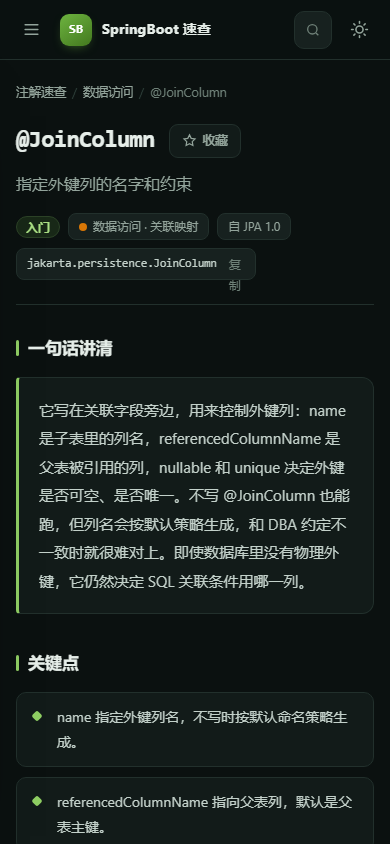 SB SpringBoot 速查
注解速查 / 数据访问 / @JoinColumn
@JoinColumn 收藏
指定外键列的名字和约束
入门 数据访问 · 关联映射 自 JPA 1.0
jakarta.persistence.JoinColumn 复
制
一句话讲清
它写在关联字段旁边，用来控制外键列：name
是子表里的列名，referencedColumnName 是
父表被引用的列，nullable 和 unique 决定外键
是否可空、是否唯一。不写 @JoinColumn 也能
跑，但列名会按默认策略生成，和 DBA 约定不
一致时就很难对上。即使数据库里没有物理外
键，它仍然决定 SQL 关联条件用哪一列。
关键点
name 指定外键列名，不写时按默认命名策略生
成。
referencedColumnName 指向父表列，默认是父
表主键。